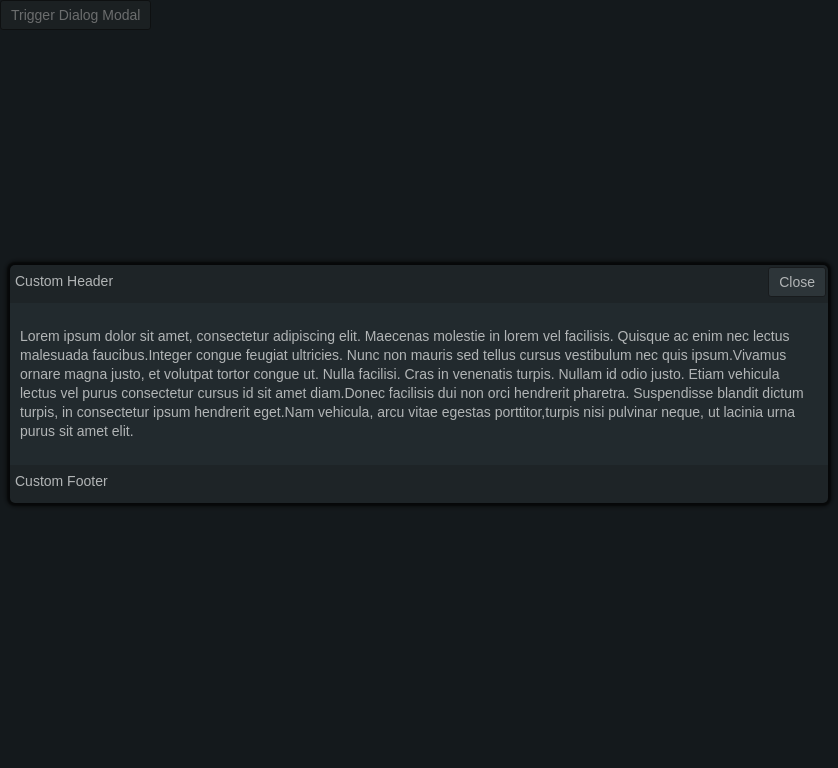 Trigger Dialog Modal
Custom Header
Close
Lorem ipsum dolor sit amet, consectetur adipiscing elit. Maecenas molestie in lorem vel facilisis. Quisque ac enim nec lectus
malesuada faucibus.Integer congue feugiat ultricies. Nunc non mauris sed tellus cursus vestibulum nec quis ipsum.Vivamus
ornare magna justo, et volutpat tortor congue ut. Nulla facilisi. Cras in venenatis turpis. Nullam id odio justo. Etiam vehicula
lectus vel purus consectetur cursus id sit amet diam.Donec facilisis dui non orci hendrerit pharetra. Suspendisse blandit dictum
turpis, in consectetur ipsum hendrerit eget.Nam vehicula, arcu vitae egestas porttitor,turpis nisi pulvinar neque, ut lacinia urna
purus sit amet elit.
Custom Footer